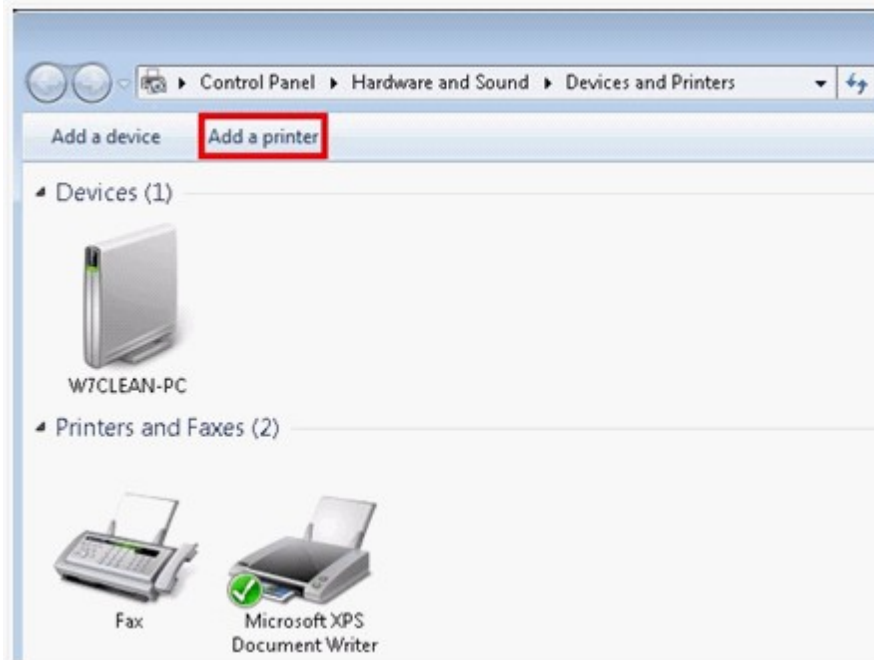 Control Panel ▸ Hardware and Sound ▸ Devices and Printers
Add a device Add a printer
Devices (1)
W7CLEAN-PC
Printers and Faxes (2)
Fax Microsoft XPS
Document Writer